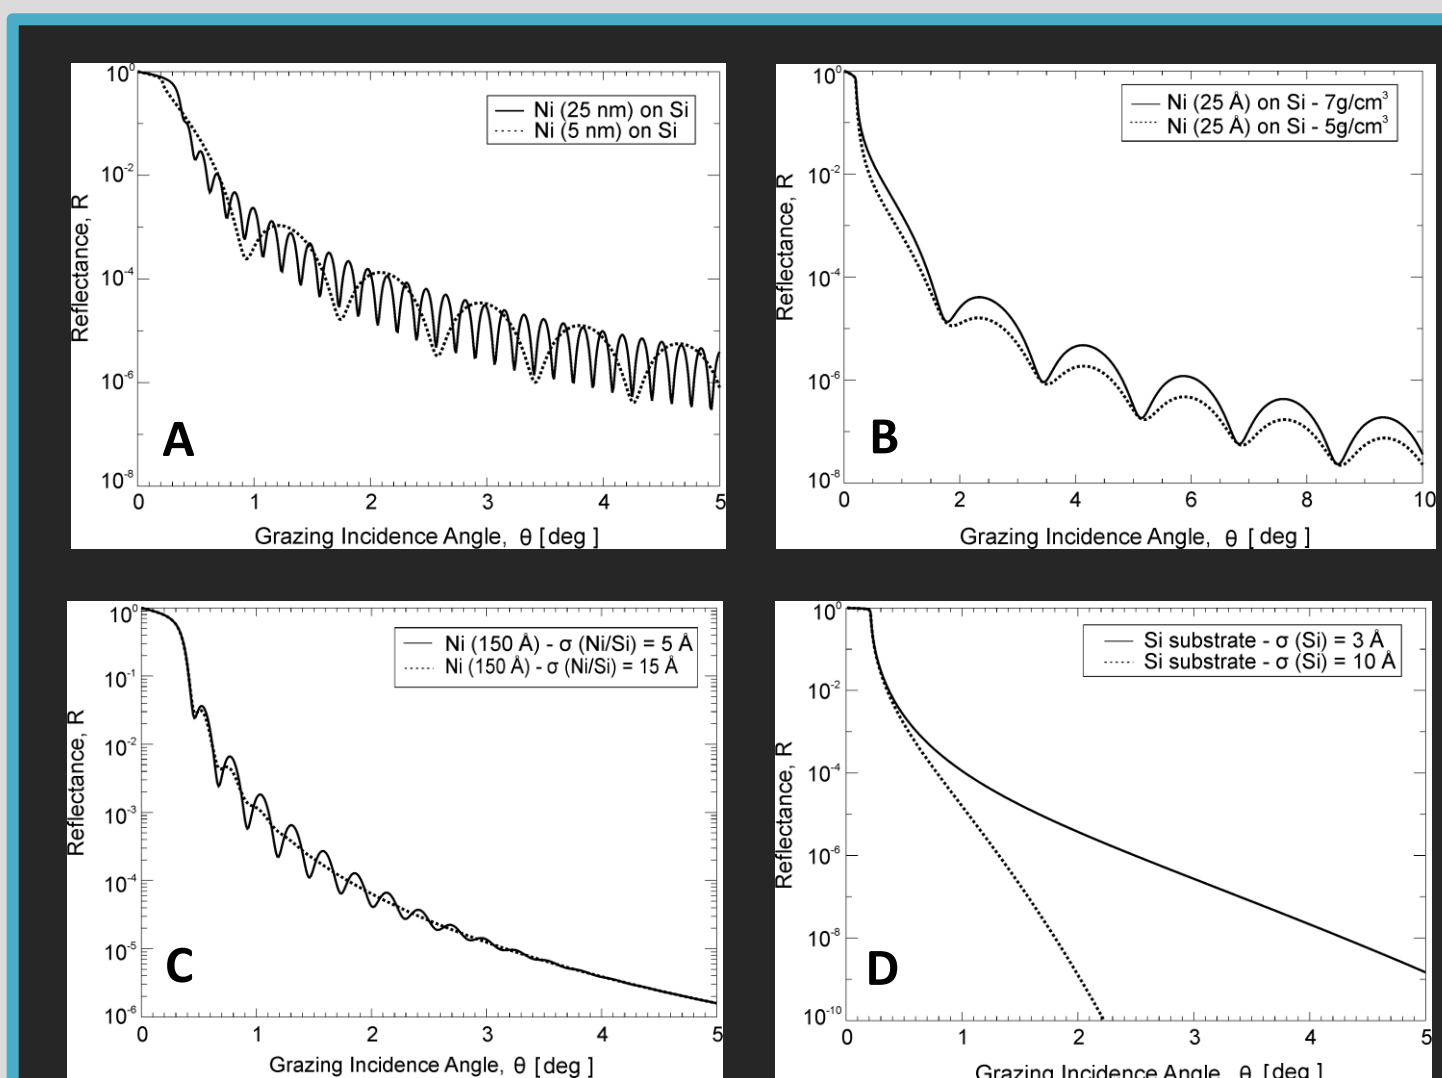 10⁰
Ni (25 nm) on Si
Ni (5 nm) on Si
10⁻²
10⁻⁴
10⁻⁶
10⁻⁸
Reflectance, R
A
0 1 2 3 4 5
Grazing Incidence Angle, θ [ deg ]
10⁰
Ni (25 Å) on Si - 7g/cm³
Ni (25 Å) on Si - 5g/cm³
10⁻²
10⁻⁴
10⁻⁶
10⁻⁸
Reflectance, R
B
0 2 4 6 8 10
Grazing Incidence Angle, θ [ deg ]
10⁰
Ni (150 Å) - σ (Ni/Si) = 5 Å
Ni (150 Å) - σ (Ni/Si) = 15 Å
10⁻¹
10⁻²
10⁻³
10⁻⁴
10⁻⁵
10⁻⁶
Reflectance, R
C
0 1 2 3 4 5
Grazing Incidence Angle, θ [ deg ]
10⁰
Si substrate - σ (Si) = 3 Å
Si substrate - σ (Si) = 10 Å
10⁻²
10⁻⁴
10⁻⁶
10⁻⁸
10⁻¹⁰
Reflectance, R
D
0 1 2 3 4 5
Grazing Incidence Angle, θ [deg ]